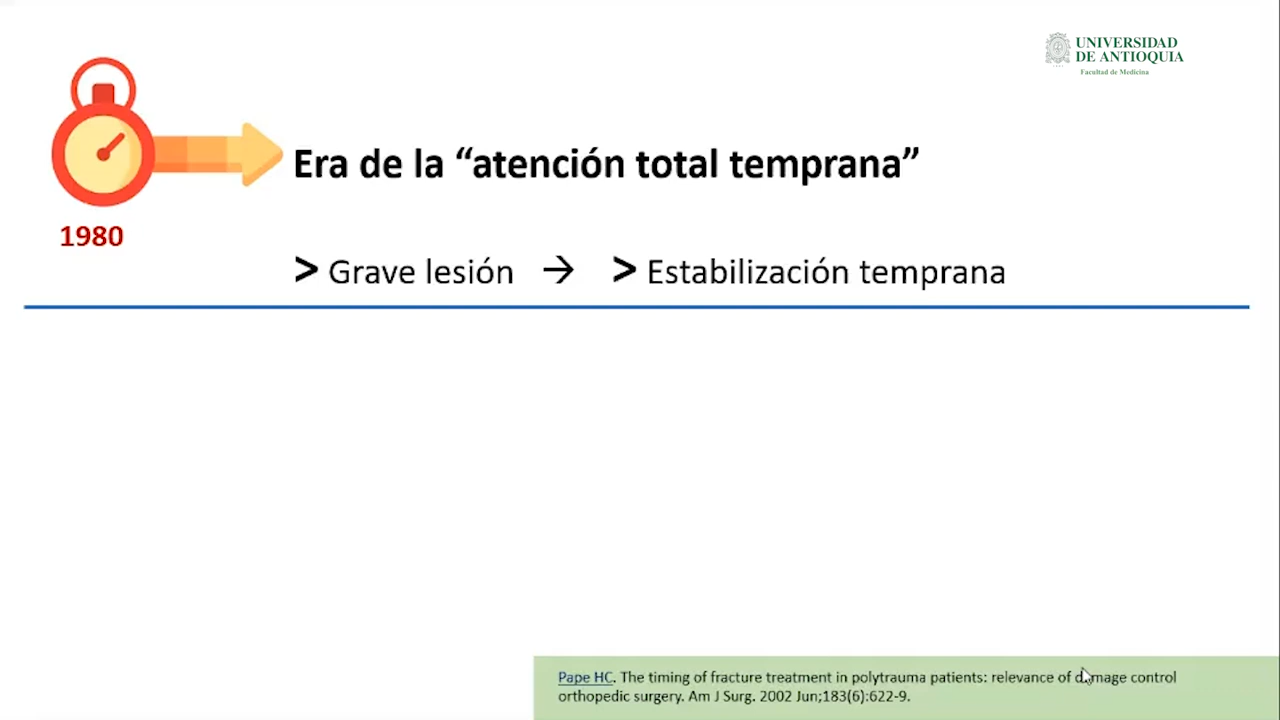 UNIVERSIDAD
DE ANTIOQUIA
Facultad de Medicina
Era de la “atención total temprana”
1980
> Grave lesión → > Estabilización temprana
Pape HC. The timing of fracture treatment in polytrauma patients: relevance of damage control
orthopedic surgery. Am J Surg. 2002 Jun;183(6):622-9.